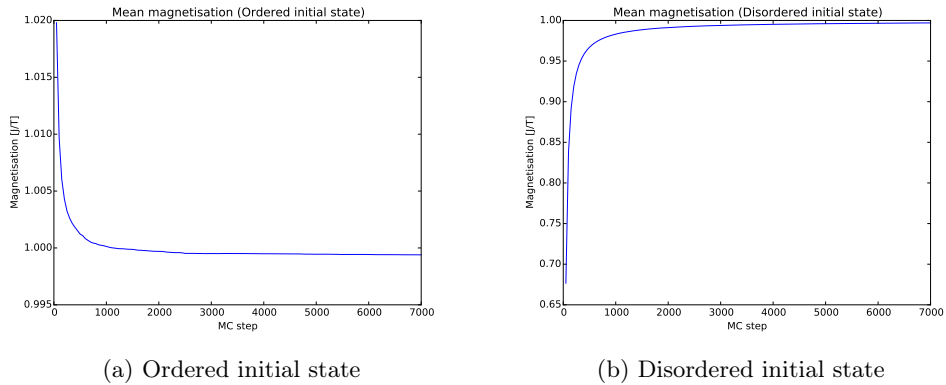 Mean magnetisation (Ordered initial state)
1.020
1.015
1.010
1.005
1.000
0.995
Magnetisation [J/T]
0 1000 2000 3000 4000 5000 6000 7000
MC step
(a) Ordered initial state
Mean magnetisation (Disordered initial state)
1.00
0.95
0.90
0.85
0.80
0.75
0.70
0.65
Magnetisation [J/T]
0 1000 2000 3000 4000 5000 6000 7000
MC step
(b) Disordered initial state